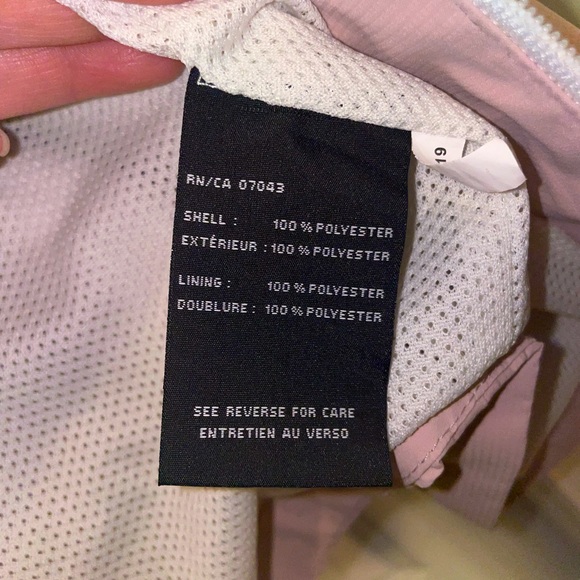 RN/CA 07043
SHELL : 100 % POLYESTER
EXTÉRIEUR : 100 % POLYESTER
LINING : 100 % POLYESTER
DOUBLURE : 100 % POLYESTER
SEE REVERSE FOR CARE
ENTRETIEN AU VERSO
19